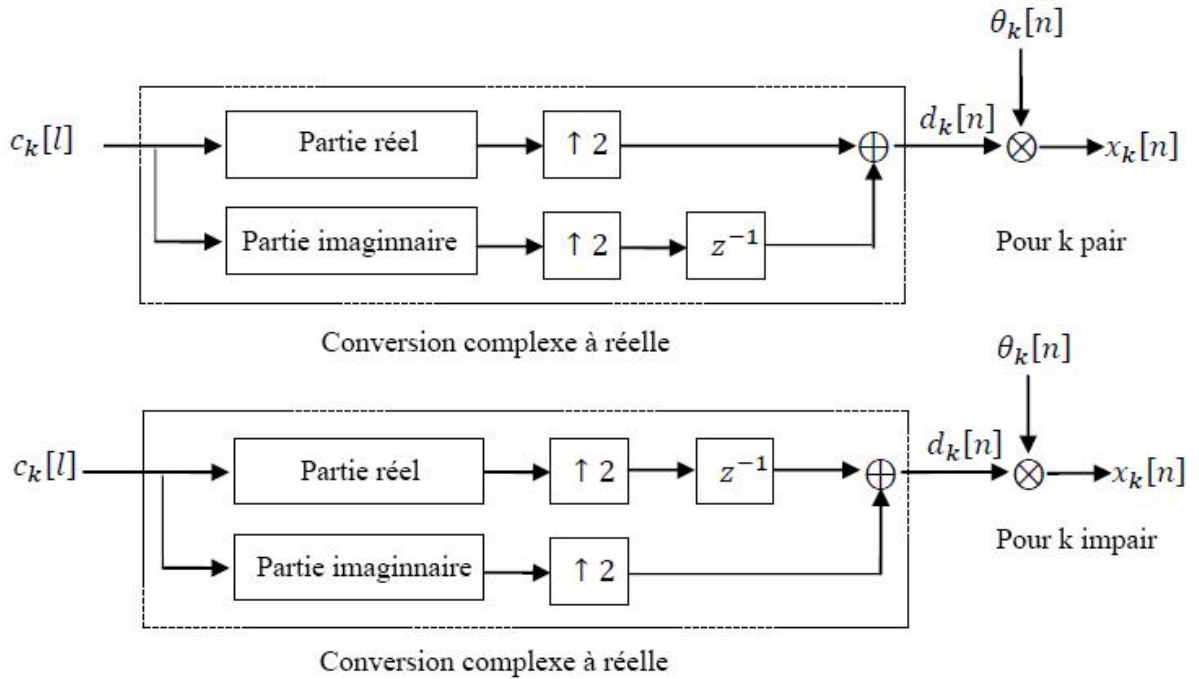 θₖ[n]
cₖ[l]
Partie réel
↑ 2
dₖ[n]
xₖ[n]
Partie imaginnaire
↑ 2
z⁻¹
Pour k pair
Conversion complexe à réelle
θₖ[n]
cₖ[l]
Partie réel
↑ 2
z⁻¹
dₖ[n]
xₖ[n]
Partie imaginnaire
↑ 2
Pour k impair
Conversion complexe à réelle